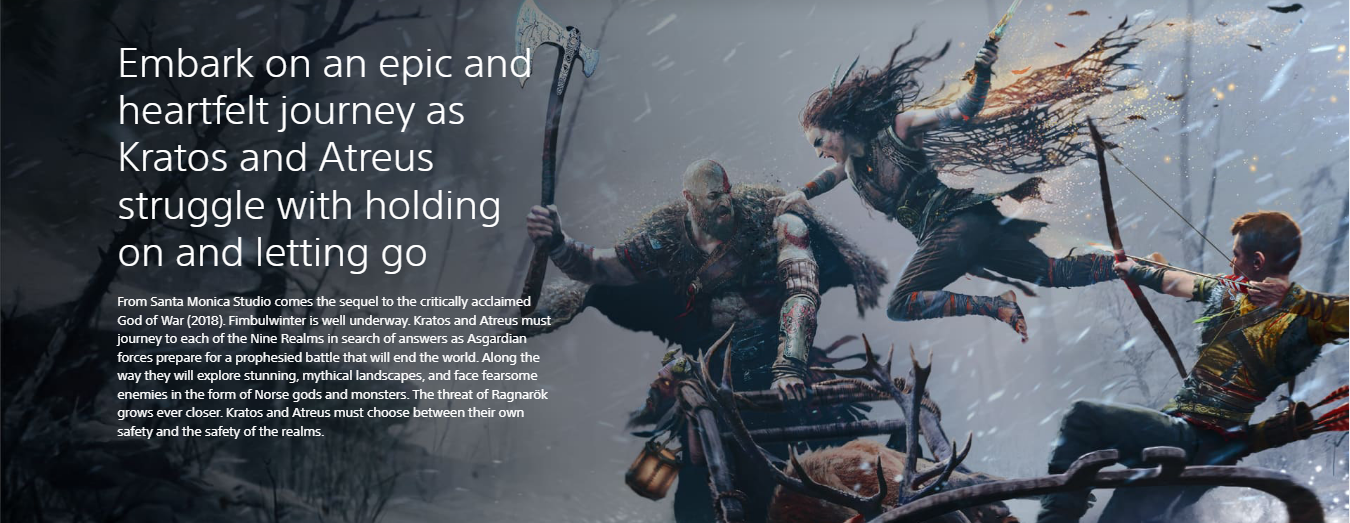 Embark on an epic and
heartfelt journey as
Kratos and Atreus
struggle with holding
on and letting go
From Santa Monica Studio comes the sequel to the critically acclaimed
God of War (2018). Fimbulwinter is well underway. Kratos and Atreus must
journey to each of the Nine Realms in search of answers as Asgardian
forces prepare for a prophesied battle that will end the world. Along the
way they will explore stunning, mythical landscapes, and face fearsome
enemies in the form of Norse gods and monsters. The threat of Ragnarök
grows ever closer. Kratos and Atreus must choose between their own
safety and the safety of the realms.